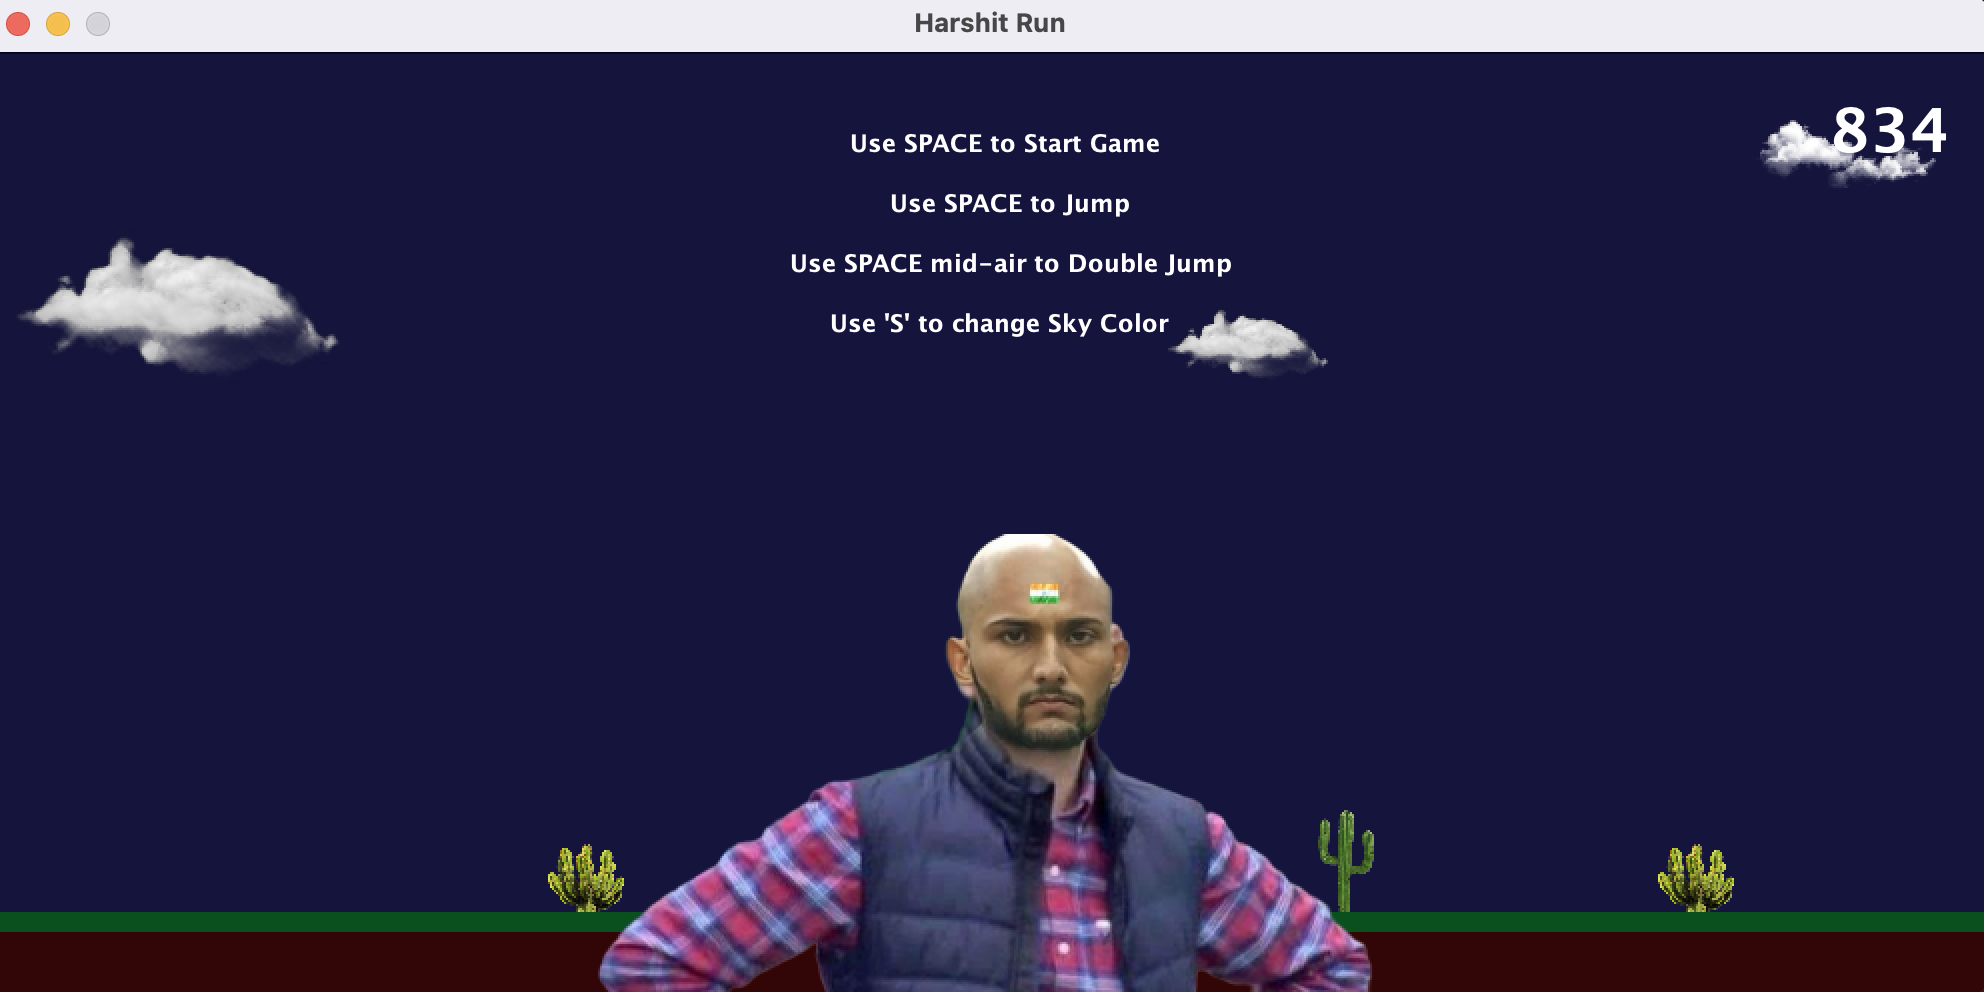 Harshit Run
834
Use SPACE to Start Game
Use SPACE to Jump
Use SPACE mid-air to Double Jump
Use 'S' to change Sky Color